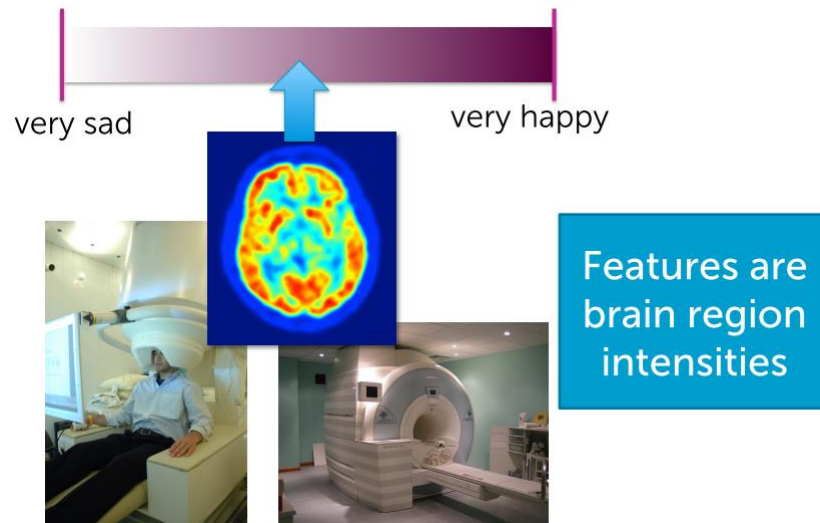 very sad
very happy
Features are
brain region
intensities